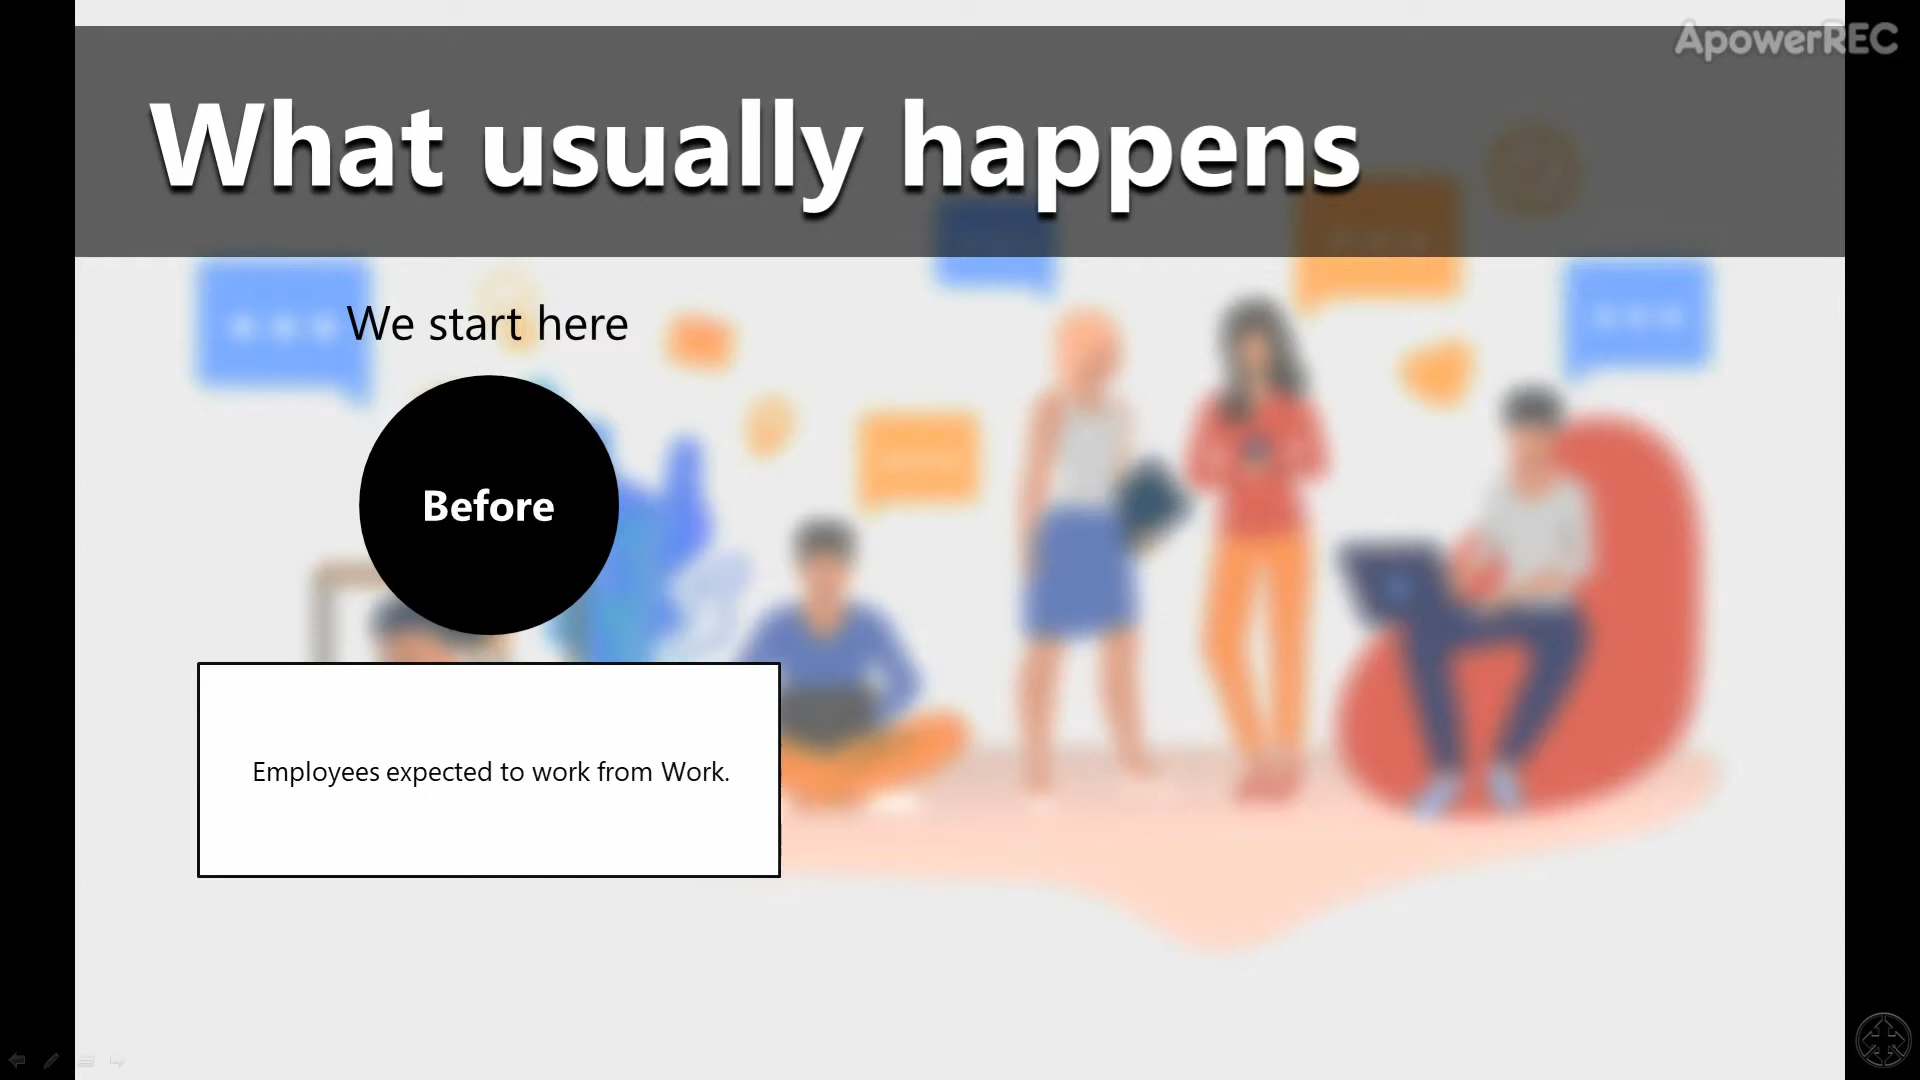 ApowerREC
What usually happens
We start here
Before
Employees expected to work from Work.